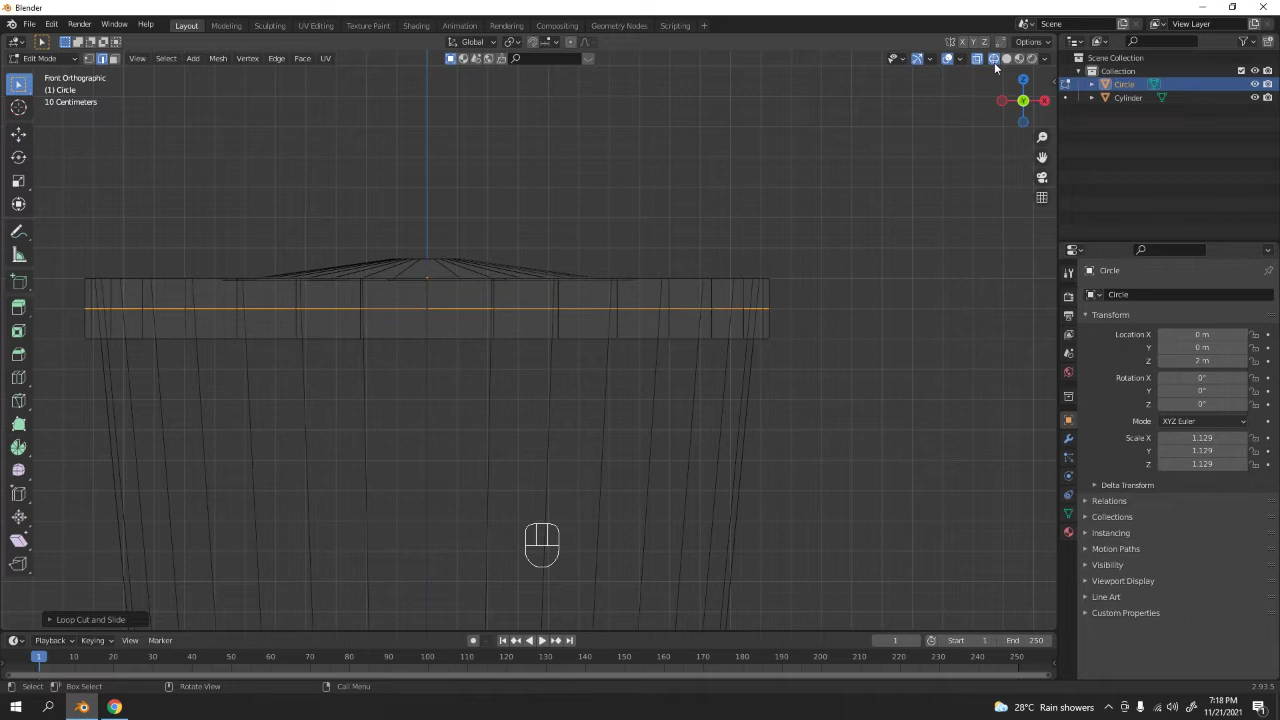 Blender
File Edit Render Window Help
Layout Modeling Sculpting UV Editing Texture Paint Shading Animation Rendering Compositing Geometry Nodes Scripting +
Scene
View Layer
Global
X Y Z
Options
Edit Mode
View Select Add Mesh Vertex Edge Face UV
Front Orthographic
(1) Circle
10 Centimeters
Z
Y
X
Scene Collection
Collection
Circle
Cylinder
Circle
Circle
Transform
Location X 0 m
Y 0 m
Z 2 m
Rotation X 0°
Y 0°
Z 0°
Mode XYZ Euler
Scale X 1.129
Y 1.129
Z 1.129
Delta Transform
Relations
Collections
Instancing
Motion Paths
Visibility
Viewport Display
Line Art
Custom Properties
Loop Cut and Slide
Playback Keying View Marker
1 Start 1 End 250
1 10 20 30 40 50 60 70 80 90 100 110 120 130 140 150 160 170 180 190 200 210 220 230 240 250
Select Box Select Rotate View Call Menu 2.93.5
28°C Rain showers
7:18 PM
11/21/2021